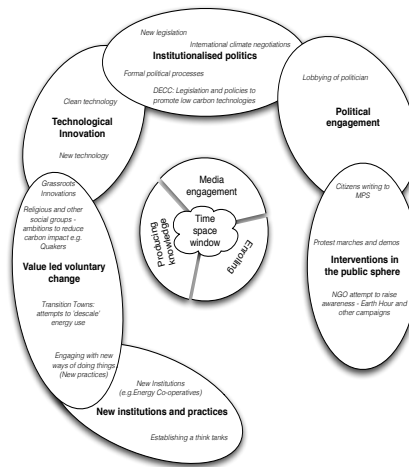 New legislation
International climate negotiations
Institutionalised politics
Formal political processes
DECC: Legislation and policies to
promote low carbon technologies
Lobbying of politician
Political
engagement
Clean technology
Technological
Innovation
New technology
Media
engagement
Time
space
window
Producing
knowledge
Enrolling
Citizens writing to
MPS
Protest marches and demos
Interventions in
the public sphere
NGO attempt to raise
awareness - Earth Hour and
other campaigns
Grassroots
Innovations
Religious and other
social groups -
ambitions to reduce
carbon impact e.g.
Quakers
Value led voluntary
change
Transition Towns:
attempts to 'descale'
energy use
Engaging with new
ways of doing things
(New practices)
New Institutions
(e.g.Energy Co-operatives)
New institutions and practices
Establishing a think tanks